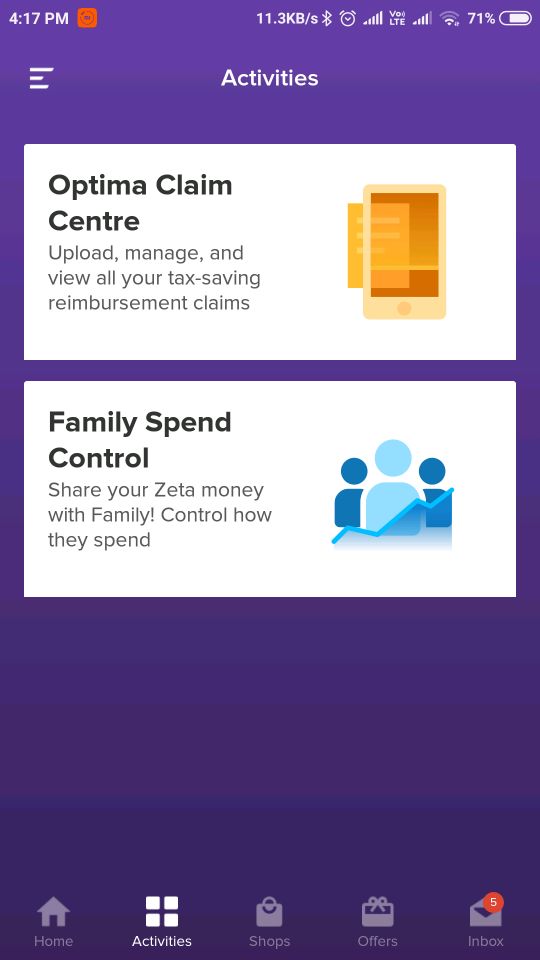 4:17 PM 11.3KB/s Vo) LTE 71%
Activities
Optima Claim
Centre
Upload, manage, and
view all your tax-saving
reimbursement claims
Family Spend
Control
Share your Zeta money
with Family! Control how
they spend
5
Home Activities Shops Offers Inbox